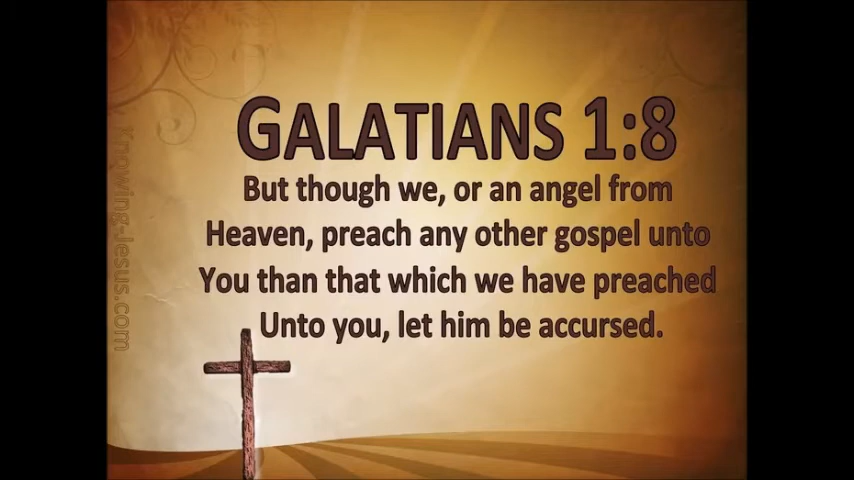 GALATIANS 1:8
But though we, or an angel from
Heaven, preach any other gospel unto
You than that which we have preached
Unto you, let him be accursed.
Knowing-Jesus.com